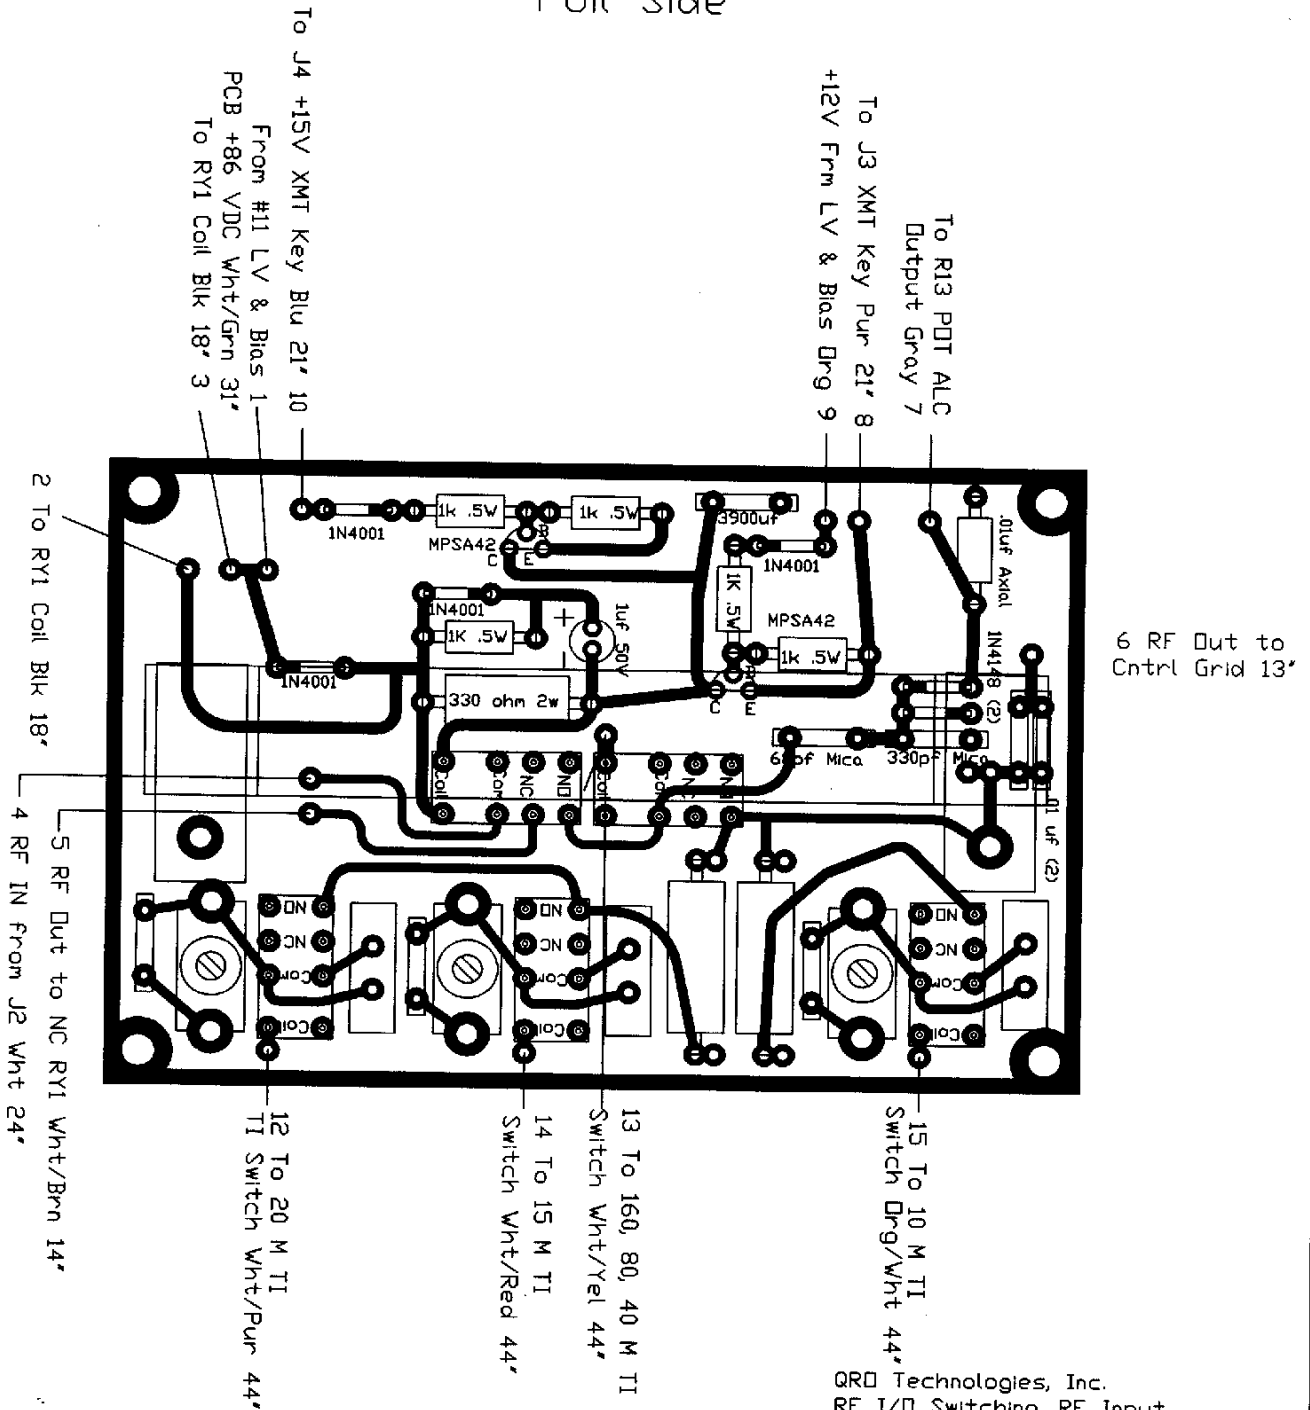 Foil Side
To J4 +15V XMT Key Blu 21" 10
From #11 LV & Bias 1
PCB +86 VDC Wht/Grn 31"
To RY1 Coil Blk 18" 3
+12V Frm LV & Bias Org 9
To J3 XMT Key Pur 21" 8
To R13 POT ALC
Output Gray 7
2 To RY1 Coil Blk 18"
6 RF Out to
Cntrl Grid 13"
1N4001
1k .5W
1k .5W
MPSA42
B
C
E
3900uf
1N4001
.01uf Axial
1N4001
1K .5W
1uf 50V
+
1K .5W
MPSA42
1k .5W
C
E
1N4148 (2)
1N4001
330 ohm 2w
68pf Mica
330pf Mica
.01 uf (2)
Coil
Com
NC
NO
Coil
Com
NC
NO
NO
NC
Com
Coil
NO
NC
Com
Coil
NO
NC
Com
Coil
5 RF Out to NC RY1 Wht/Brn 14"
4 RF IN from J2 Wht 24"
12 To 20 M TI
TI Switch Wht/Pur 44"
14 To 15 M TI
Switch Wht/Red 44"
13 To 160, 80, 40 M TI
Switch Wht/Yel 44"
15 To 10 M TI
Switch Org/Wht 44"
QRO Technologies, Inc.
RF I/O Switching, RF Input